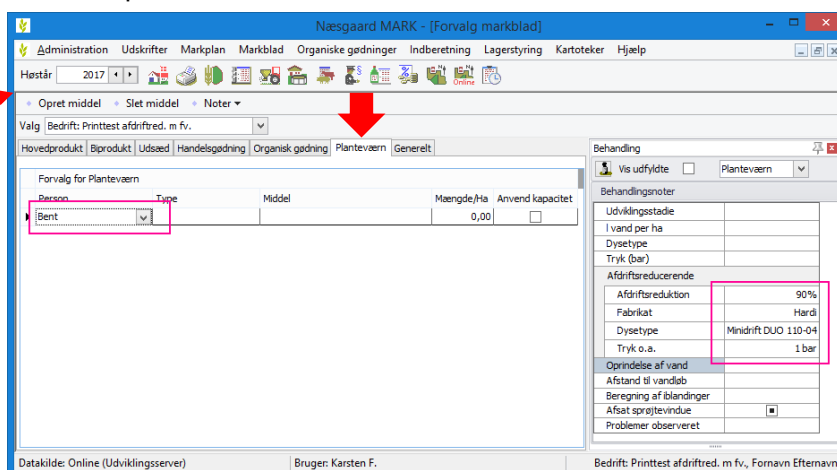 Næsgaard MARK - [Forvalg markblad]
Administration Udskrifter Markplan Markblad Organiske gødninger Indberetning Lagerstyring Kartoteker Hjælp
Høstår 2017
Online
Opret middel Slet middel Noter
Valg Bedrift: Printtest afdriftred. m fv.
Hovedprodukt Biprodukt Udsæd Handelsgødning Organisk gødning Planteværn Generelt
Forvalg for Planteværn
Person Type Middel Mængde/Ha Anvend kapacitet
Bent 0,00
Behandling
Vis udfyldte Planteværn
Behandlingsnoter
Udviklingsstadie
l vand per ha
Dysetype
Tryk (bar)
Afdriftsreducerende
Afdriftsreduktion 90%
Fabrikat Hardi
Dysetype Minidrift DUO 110-04
Tryk o.a. 1 bar
Oprindelse af vand
Afstand til vandløb
Beregning af iblandinger
Afsat sprøjtevindue
Problemer observeret
Datakilde: Online (Udviklingsserver) Bruger: Karsten F. Bedrift: Printtest afdriftred. m fv., Fornavn Efternavn